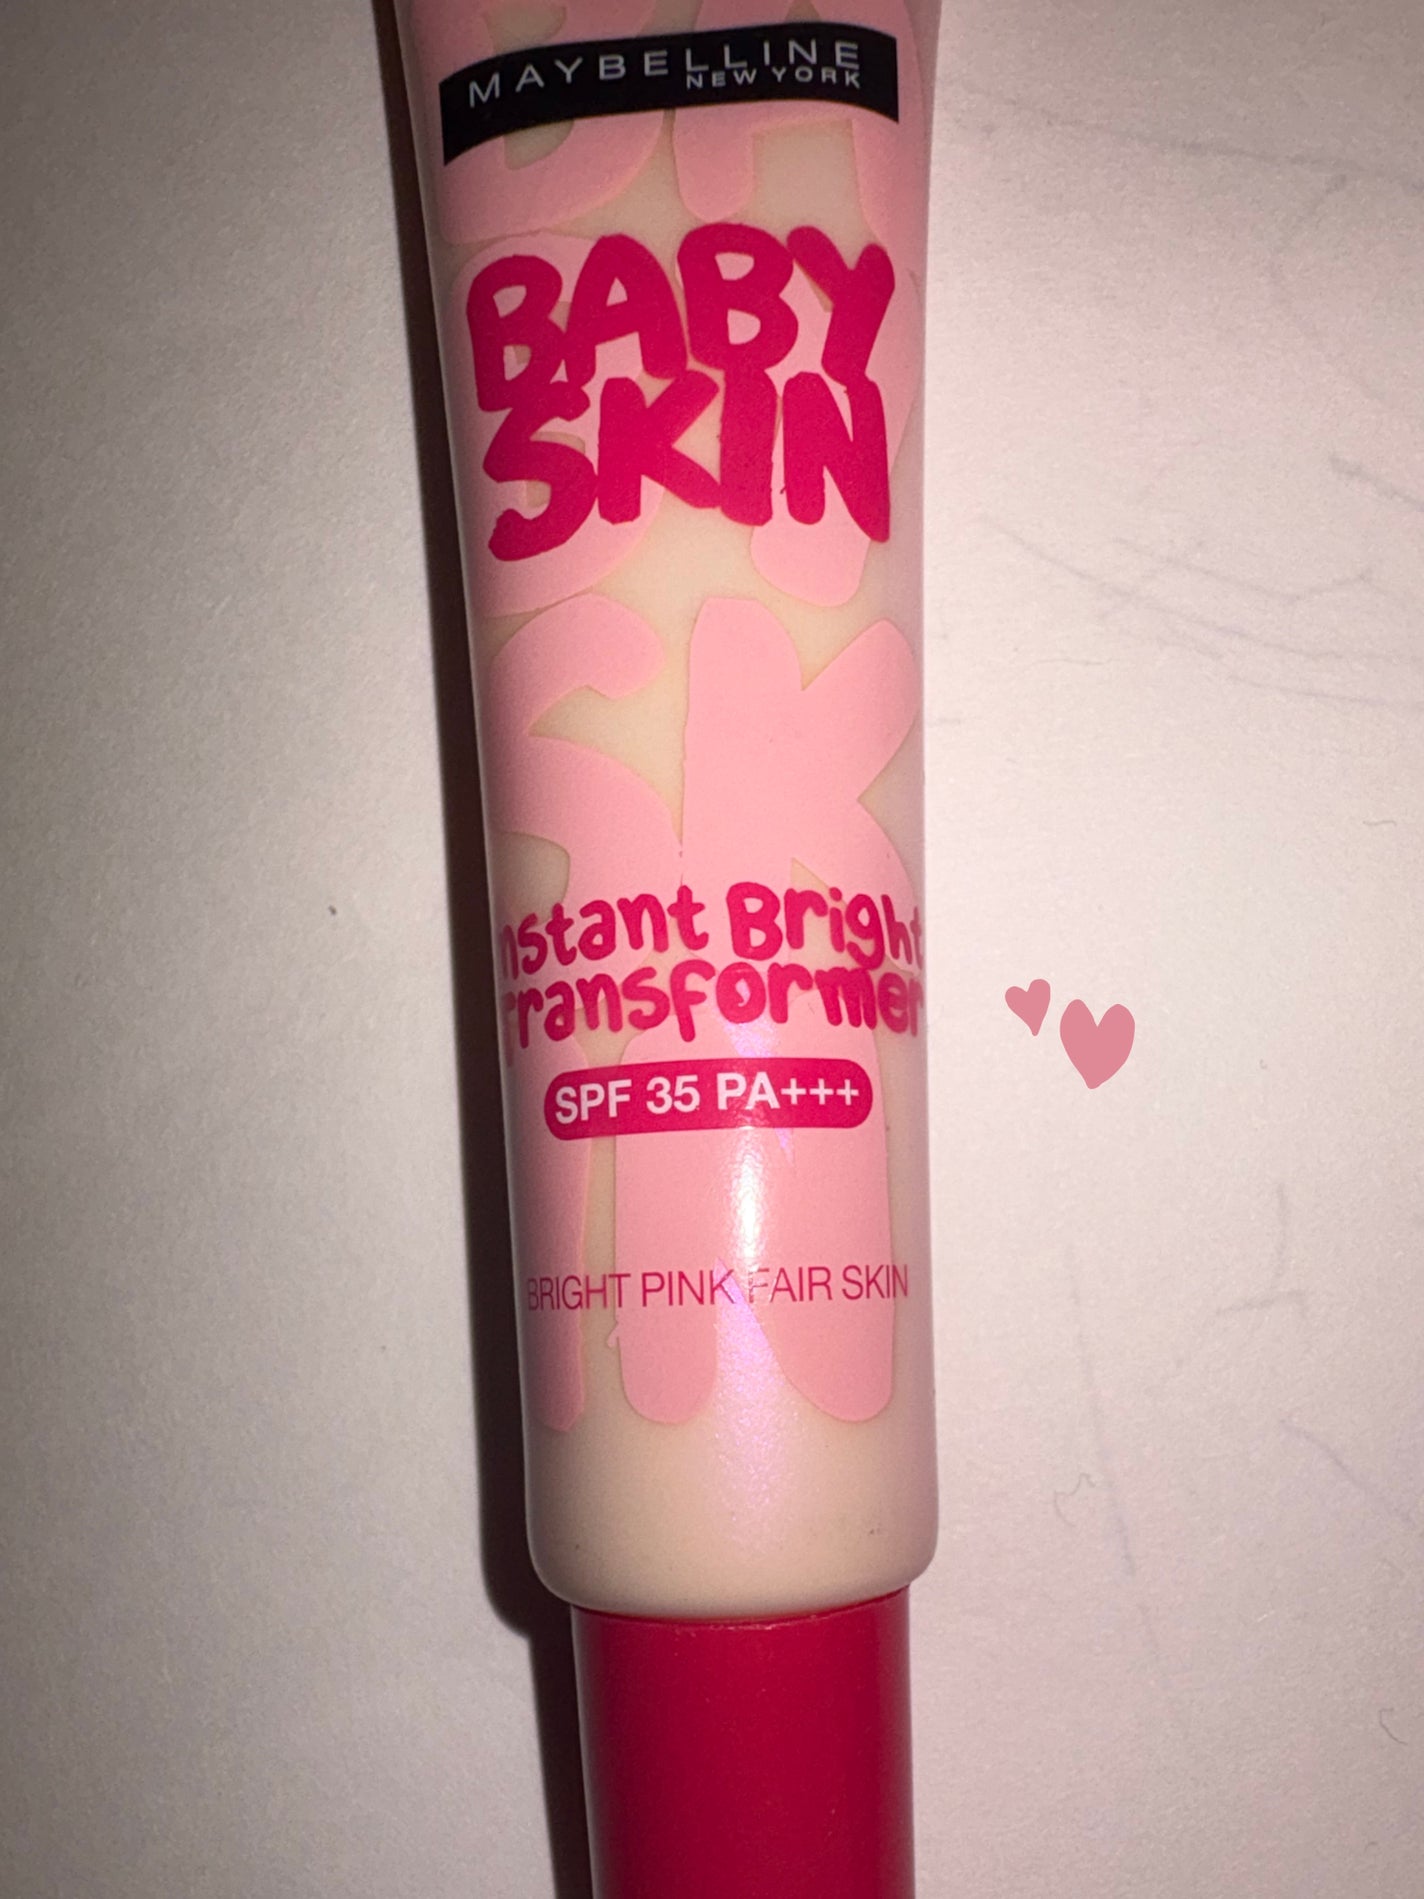 MAYBELLINE
NEW YORK
BABY
SKIN
nstant Bright
ransformer
SPF 35 PA+++
BRIGHT PINK FAIR SKIN